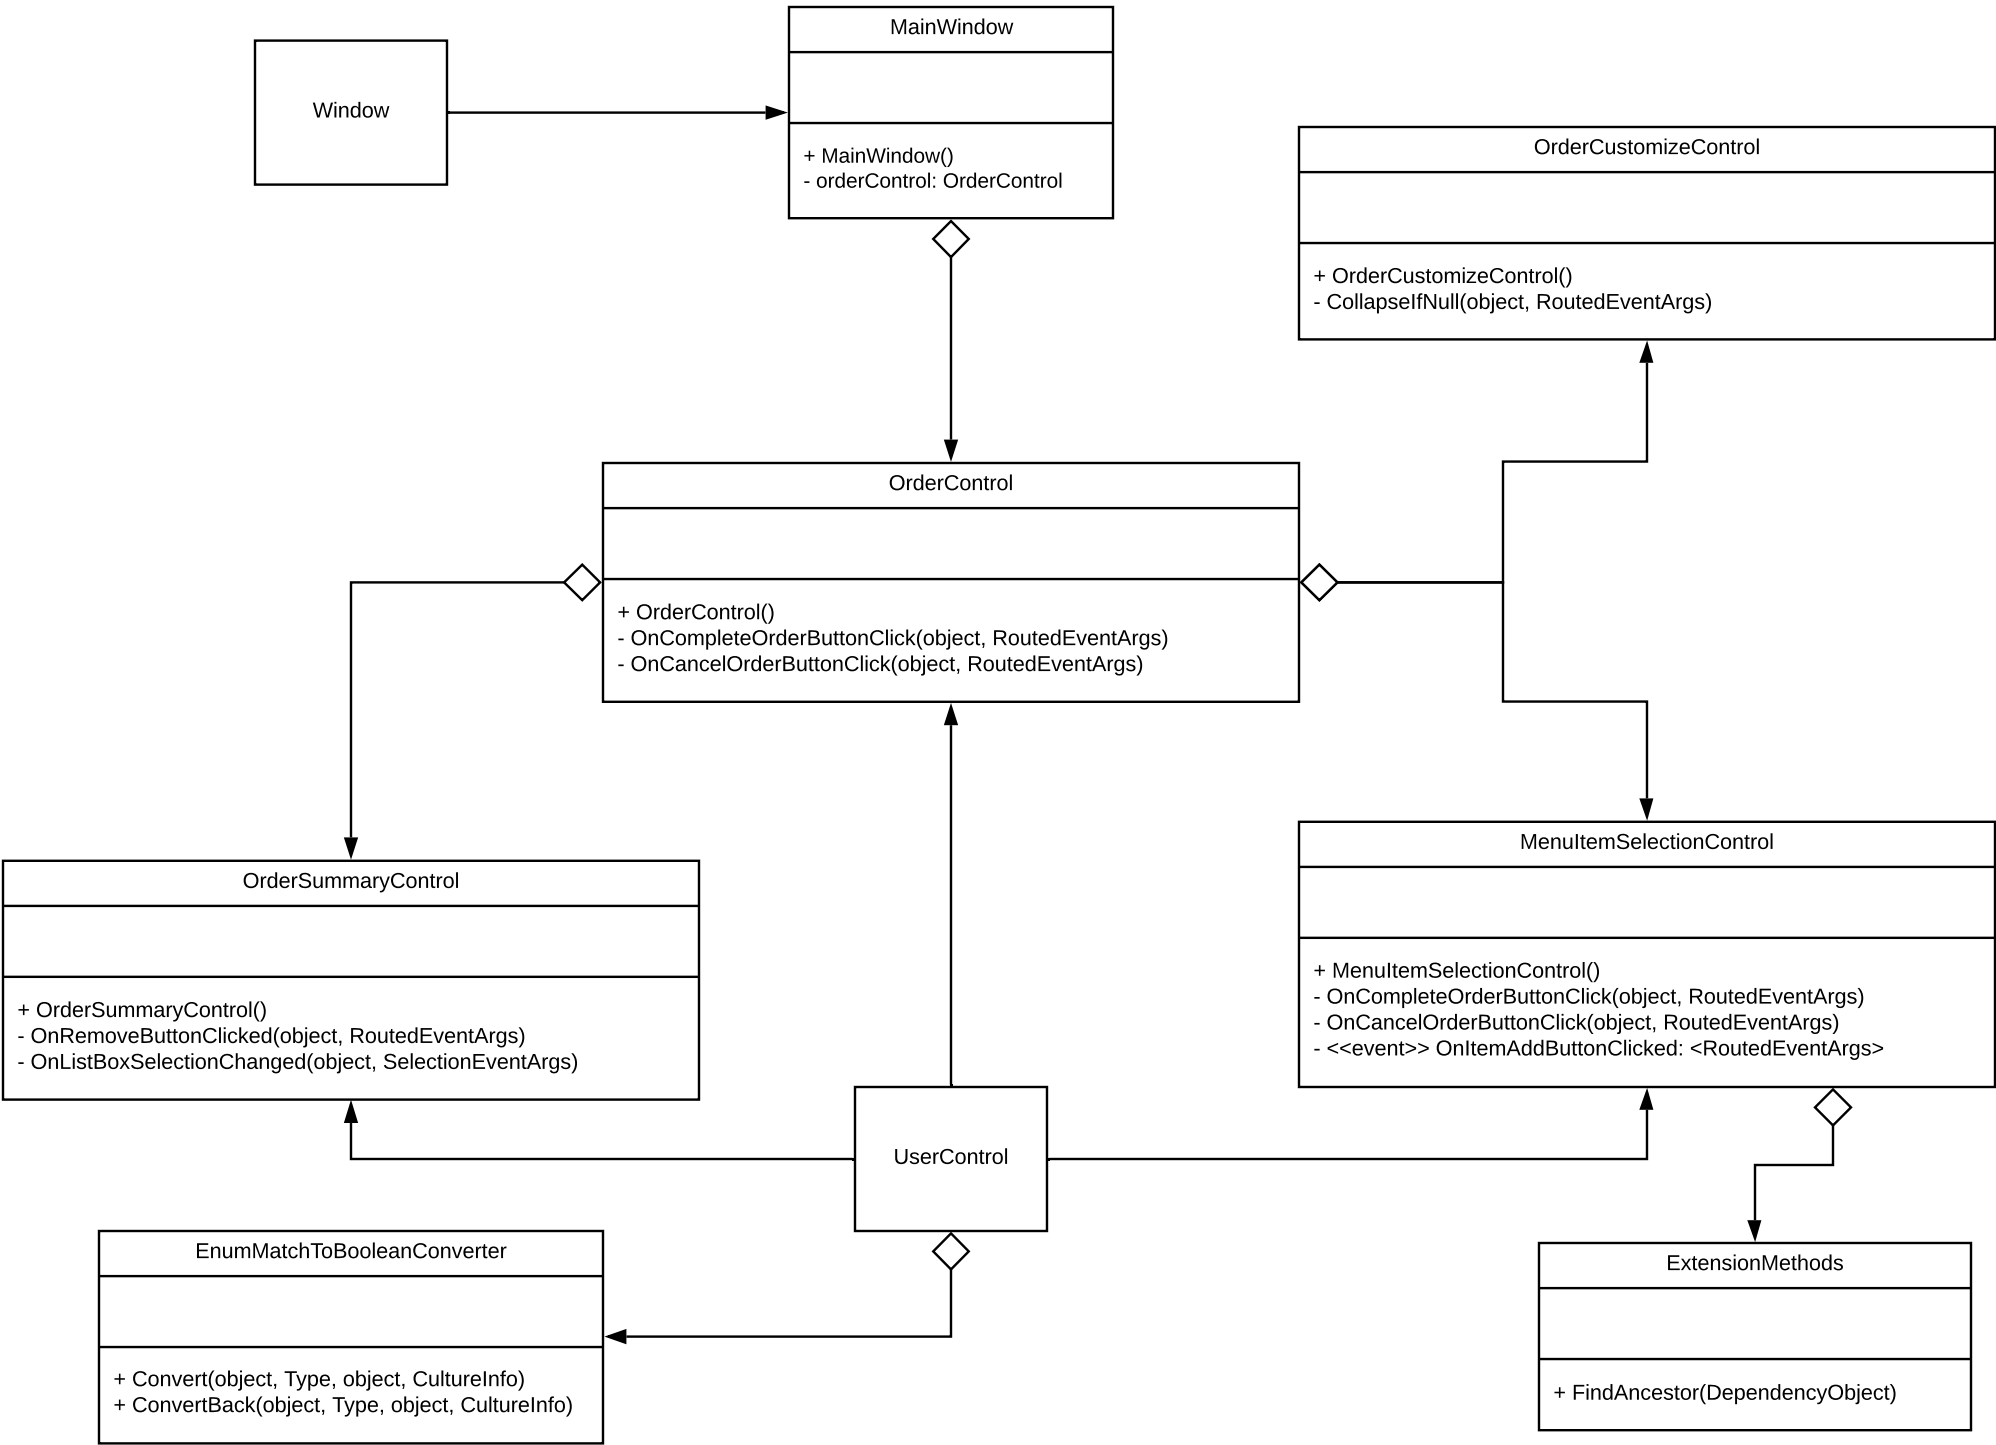 MainWindow
+ MainWindow()
- orderControl: OrderControl
Window
OrderCustomizeControl
+ OrderCustomizeControl()
- CollapseIfNull(object, RoutedEventArgs)
OrderControl
+ OrderControl()
- OnCompleteOrderButtonClick(object, RoutedEventArgs)
- OnCancelOrderButtonClick(object, RoutedEventArgs)
OrderSummaryControl
+ OrderSummaryControl()
- OnRemoveButtonClicked(object, RoutedEventArgs)
- OnListBoxSelectionChanged(object, SelectionEventArgs)
MenuItemSelectionControl
+ MenuItemSelectionControl()
- OnCompleteOrderButtonClick(object, RoutedEventArgs)
- OnCancelOrderButtonClick(object, RoutedEventArgs)
- <<event>> OnItemAddButtonClicked: <RoutedEventArgs>
UserControl
EnumMatchToBooleanConverter
+ Convert(object, Type, object, CultureInfo)
+ ConvertBack(object, Type, object, CultureInfo)
ExtensionMethods
+ FindAncestor(DependencyObject)